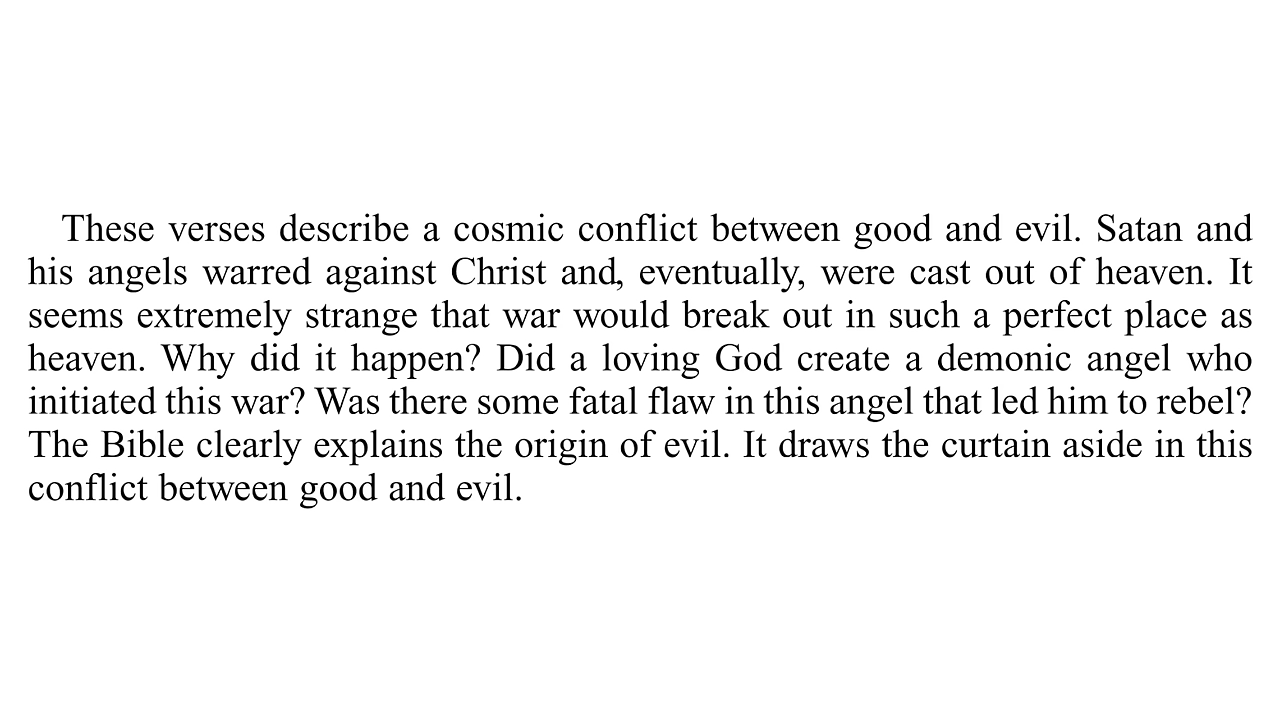 These verses describe a cosmic conflict between good and evil. Satan and
his angels warred against Christ and, eventually, were cast out of heaven. It
seems extremely strange that war would break out in such a perfect place as
heaven. Why did it happen? Did a loving God create a demonic angel who
initiated this war? Was there some fatal flaw in this angel that led him to rebel?
The Bible clearly explains the origin of evil. It draws the curtain aside in this
conflict between good and evil.